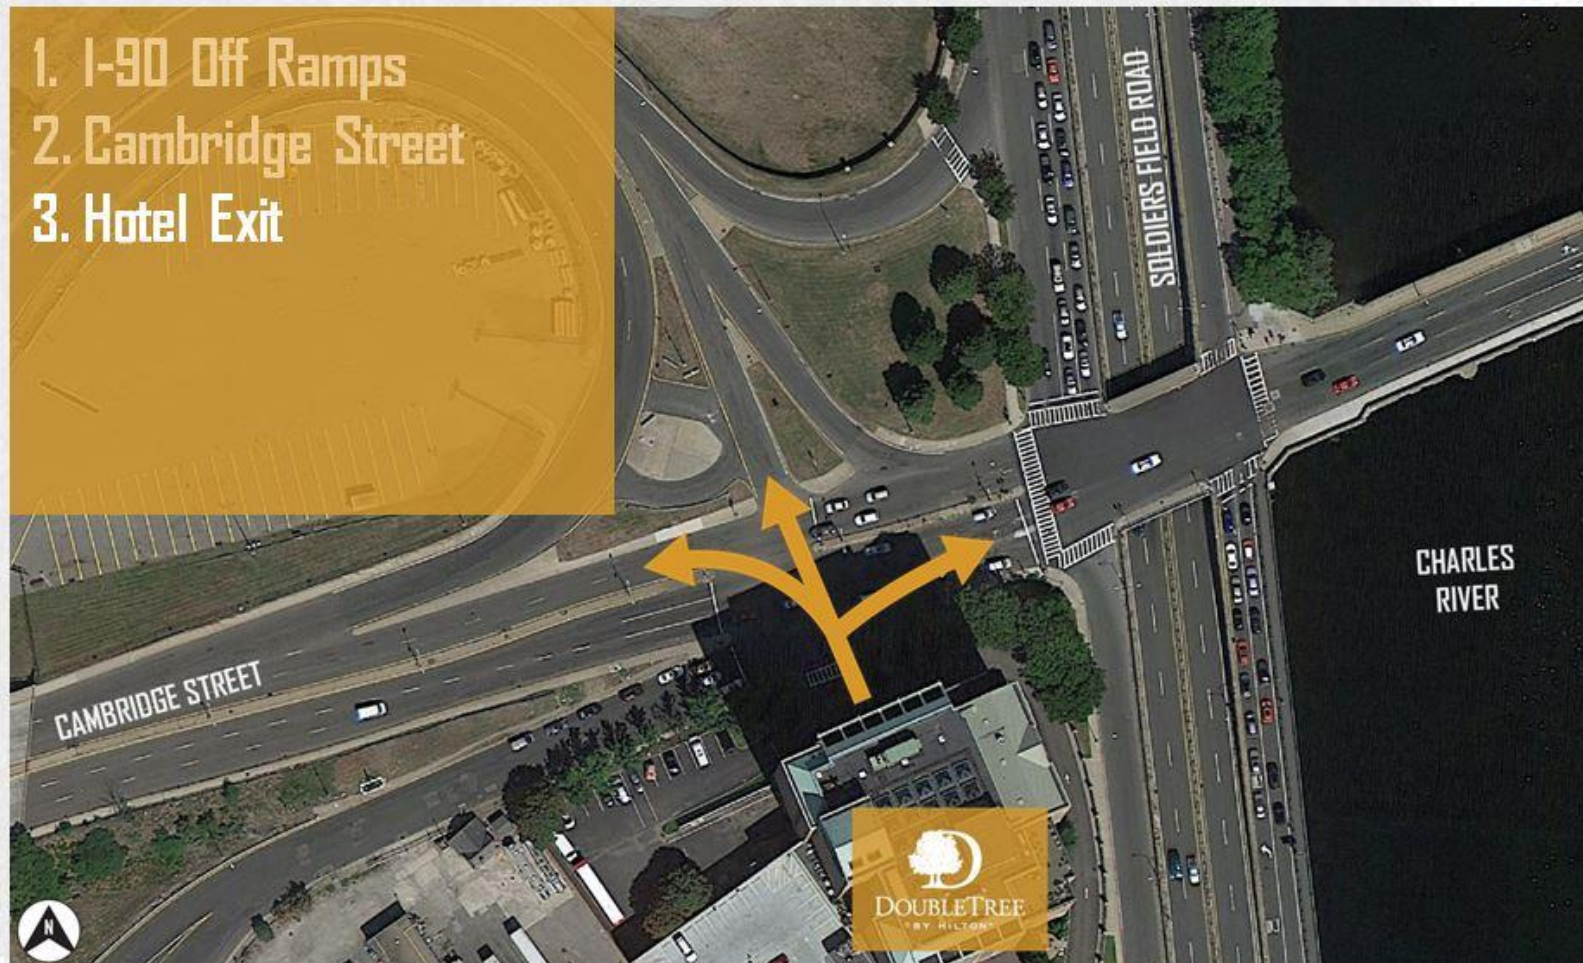 1. I-90 Off Ramps
2. Cambridge Street
3. Hotel Exit
SOLDIERS FIELD ROAD
CHARLES
RIVER
CAMBRIDGE STREET
D
DOUBLETREE
BY HILTON
N